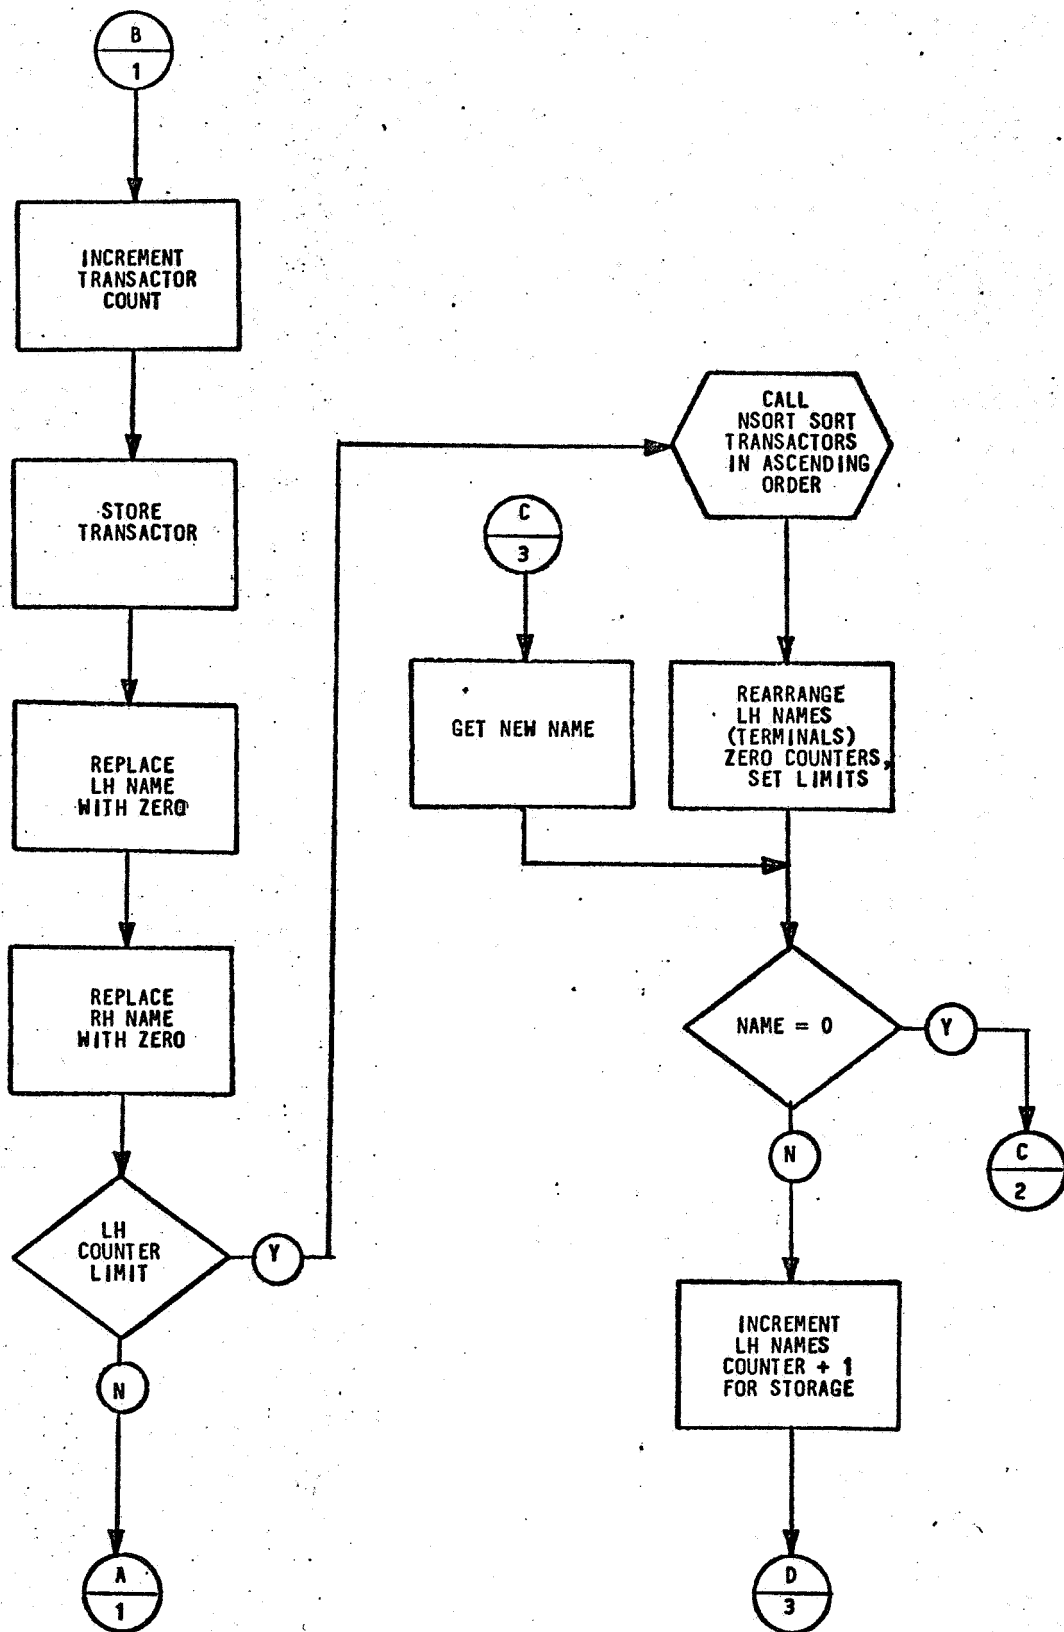 B
1
INCREMENT
TRANSACTOR
COUNT
STORE
TRANSACTOR
REPLACE
LH NAME
WITH ZERO
REPLACE
RH NAME
WITH ZERO
LH
COUNTER
LIMIT
Y
N
A
1
CALL
NSORT SORT
TRANSACTORS
IN ASCENDING
ORDER
C
3
GET NEW NAME
REARRANGE
LH NAMES
(TERMINALS)
ZERO COUNTERS,
SET LIMITS
NAME = 0
Y
C
2
N
INCREMENT
LH NAMES
COUNTER + 1
FOR STORAGE
D
3